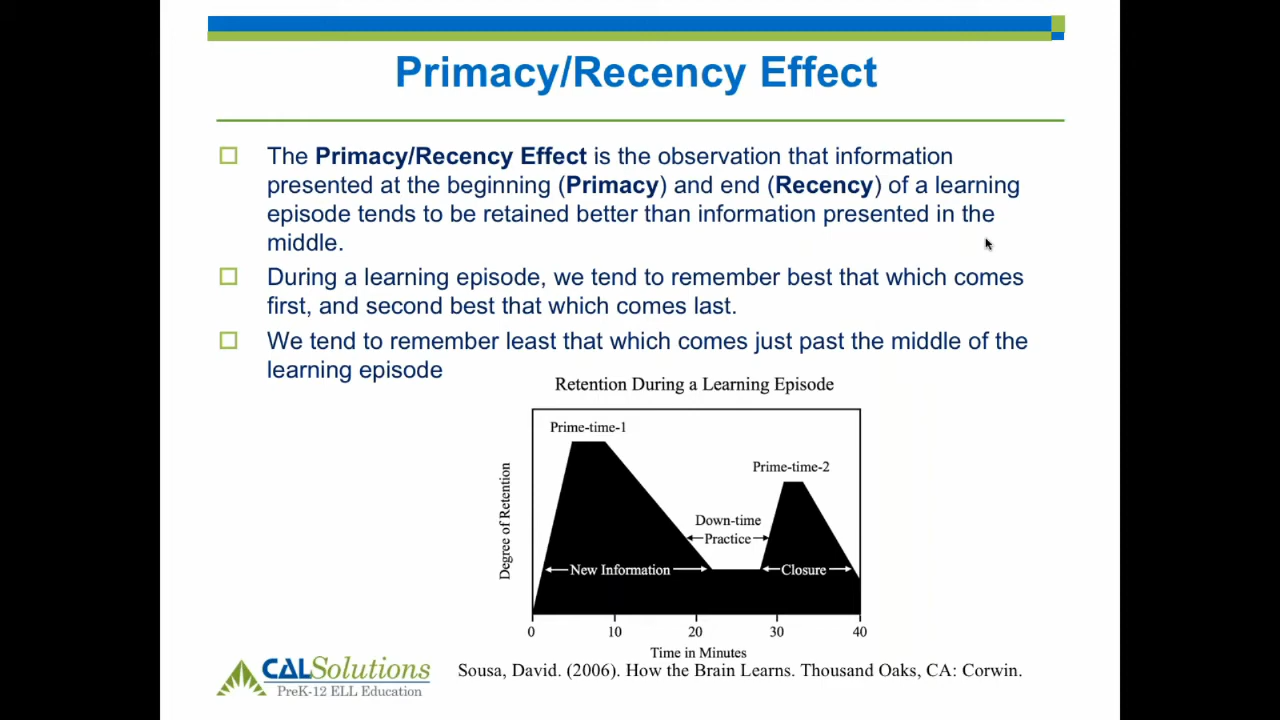 Primacy/Recency Effect
The Primacy/Recency Effect is the observation that information
presented at the beginning (Primacy) and end (Recency) of a learning
episode tends to be retained better than information presented in the
middle.
During a learning episode, we tend to remember best that which comes
first, and second best that which comes last.
We tend to remember least that which comes just past the middle of the
learning episode
Retention During a Learning Episode
Prime-time-1
Prime-time-2
Degree of Retention
Down-time
Practice
New Information
Closure
0 10 20 30 40
Time in Minutes
CALSolutions
PreK-12 ELL Education
Sousa, David. (2006). How the Brain Learns. Thousand Oaks, CA: Corwin.